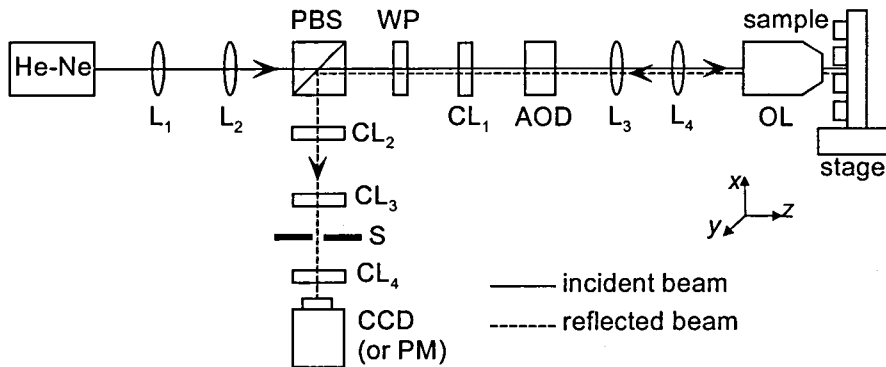 PBS WP sample
He-Ne
L₁ L₂ CL₁ AOD L₃ L₄ OL
CL₂
stage
CL₃
x
y z
S
CL₄
incident beam
CCD
reflected beam
(or PM)